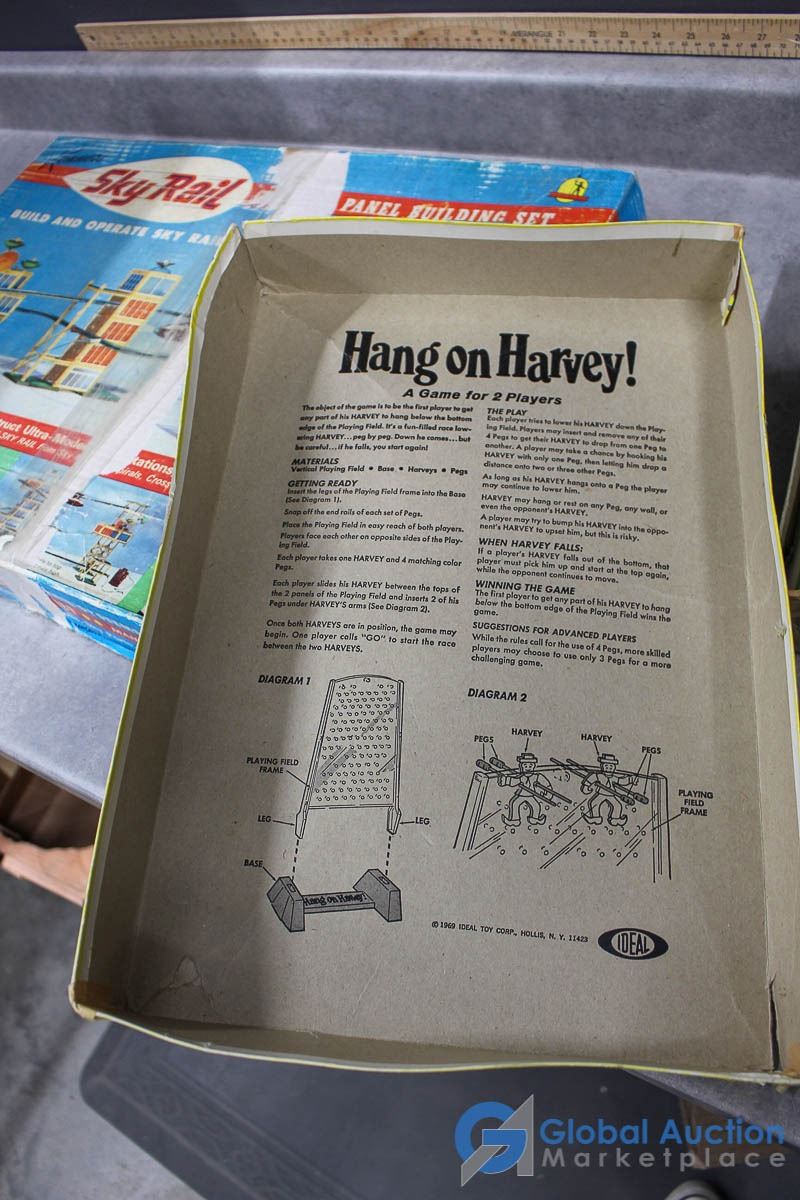 MERANGUE 21 22 23 24 25 26 27
Sky Rail
BUILD AND OPERATE SKY RAI
PANEL BUILDING SET
truct Ultra-Mode
SKY RAIL
tations
pirals, Cross
Hang on Harvey!
A Game for 2 Players
The object of the game is to be the first player to get
any part of his HARVEY to hang below the bottom
edge of the Playing Field. It's a fun-filled race low-
ering HARVEY...peg by peg. Down he comes...but
be careful...if he falls, you start again!
MATERIALS
Vertical Playing Field • Base • Harveys • Pegs
GETTING READY
Insert the legs of the Playing Field frame into the Base
(See Diagram 1).
Snap off the end rails of each set of Pegs.
Place the Playing Field in easy reach of both players.
Players face each other on opposite sides of the Play-
ing Field.
Each player takes one HARVEY and 4 matching color
Pegs.
Each player slides his HARVEY between the tops of
the 2 panels of the Playing Field and inserts 2 of his
Pegs under HARVEY'S arms (See Diagram 2).
Once both HARVEYS are in position, the game may
begin. One player calls "GO" to start the race
between the two HARVEYS.
THE PLAY
Each player tries to lower his HARVEY down the Play-
ing Field. Players may insert and remove any of their
4 Pegs to get their HARVEY to drop from one Peg to
another. A player may take a chance by hooking his
HARVEY with only one Peg, then letting him drop a
distance onto two or three other Pegs.
As long as his HARVEY hangs onto a Peg the player
may continue to lower him.
HARVEY may hang or rest on any Peg, any wall, or
even the opponent's HARVEY.
A player may try to bump his HARVEY into the oppo-
nent's HARVEY to upset him, but this is risky.
WHEN HARVEY FALLS:
If a player's HARVEY falls out of the bottom, that
player must pick him up and start at the top again,
while the opponent continues to move.
WINNING THE GAME
The first player to get any part of his HARVEY to hang
below the bottom edge of the Playing Field wins the
game.
SUGGESTIONS FOR ADVANCED PLAYERS
While the rules call for the use of 4 Pegs, more skilled
players may choose to use only 3 Pegs for a more
challenging game.
DIAGRAM 1
PLAYING FIELD
FRAME
LEG
LEG
BASE
Hang on Harvey!
DIAGRAM 2
PEGS
HARVEY
HARVEY
PEGS
PLAYING
FIELD
FRAME
© 1969 IDEAL TOY CORP., HOLLIS, N. Y. 11423
IDEAL
Global Auction
Marketplace